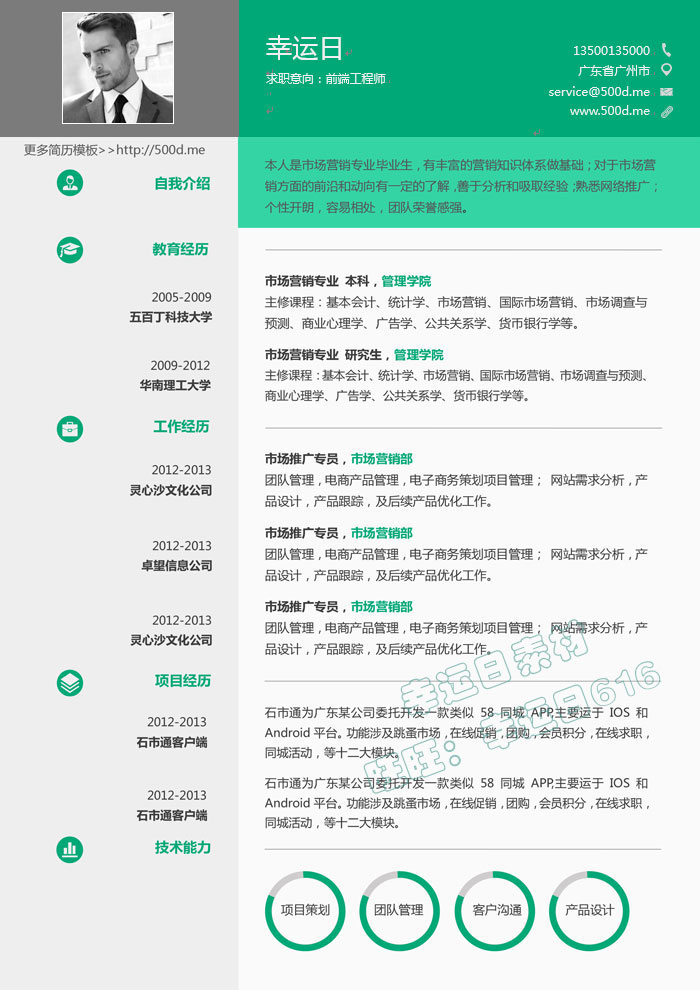 幸运日
求职意向：前端工程师
13500135000
广东省广州市
service@500d.me
www.500d.me
更多简历模板>>http://500d.me
自我介绍
本人是市场营销专业毕业生，有丰富的营销知识体系做基础；对于市场营
销方面的前沿和动向有一定的了解，善于分析和吸取经验；熟悉网络推广；
个性开朗，容易相处，团队荣誉感强。
教育经历
2005-2009
五百丁科技大学
市场营销专业 本科，管理学院
主修课程：基本会计、统计学、市场营销、国际市场营销、市场调查与
预测、商业心理学、广告学、公共关系学、货币银行学等。
2009-2012
华南理工大学
市场营销专业 研究生，管理学院
主修课程：基本会计、统计学、市场营销、国际市场营销、市场调查与预测、
商业心理学、广告学、公共关系学、货币银行学等。
工作经历
2012-2013
灵心沙文化公司
市场推广专员，市场营销部
团队管理，电商产品管理，电子商务策划项目管理； 网站需求分析，产
品设计，产品跟踪，及后续产品优化工作。
2012-2013
卓望信息公司
市场推广专员，市场营销部
团队管理，电商产品管理，电子商务策划项目管理； 网站需求分析，产
品设计，产品跟踪，及后续产品优化工作。
2012-2013
灵心沙文化公司
市场推广专员，市场营销部
团队管理，电商产品管理，电子商务策划项目管理； 网站需求分析，产
品设计，产品跟踪，及后续产品优化工作。
幸运日素材
旺旺：幸运日616
项目经历
2012-2013
石市通客户端
石市通为广东某公司委托开发一款类似 58 同城 APP,主要运于 IOS 和
Android 平台。功能涉及跳蚤市场，在线促销，团购，会员积分，在线求职，
同城活动，等十二大模块。
2012-2013
石市通客户端
石市通为广东某公司委托开发一款类似 58 同城 APP,主要运于 IOS 和
Android 平台。功能涉及跳蚤市场，在线促销，团购，会员积分，在线求职，
同城活动，等十二大模块。
技术能力
项目策划
团队管理
客户沟通
产品设计